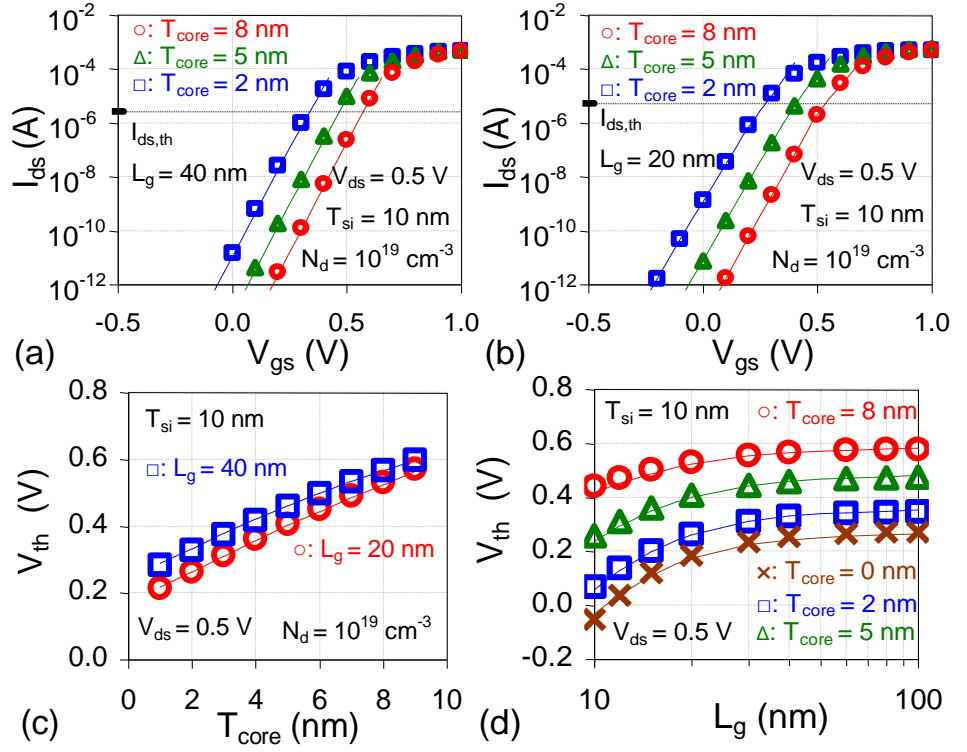 10⁻²
10⁻⁴
10⁻⁶
10⁻⁸
10⁻¹⁰
10⁻¹²
I_ds (A)
○: T_core = 8 nm
△: T_core = 5 nm
□: T_core = 2 nm
I_ds,th
L_g = 40 nm
V_ds = 0.5 V
T_si = 10 nm
N_d = 10¹⁹ cm⁻³
-0.5 0.0 0.5 1.0
(a)
V_gs (V)
10⁻²
10⁻⁴
10⁻⁶
10⁻⁸
10⁻¹⁰
10⁻¹²
I_ds (A)
○: T_core = 8 nm
△: T_core = 5 nm
□: T_core = 2 nm
I_ds,th
L_g = 20 nm
V_ds = 0.5 V
T_si = 10 nm
N_d = 10¹⁹ cm⁻³
-0.5 0.0 0.5 1.0
(b)
V_gs (V)
0.8
0.6
0.4
0.2
0.0
V_th (V)
T_si = 10 nm
□: L_g = 40 nm
○: L_g = 20 nm
V_ds = 0.5 V
N_d = 10¹⁹ cm⁻³
0 2 4 6 8 10
(c)
T_core (nm)
0.8
0.6
0.4
0.2
0.0
-0.2
V_th (V)
T_si = 10 nm
○: T_core = 8 nm
×: T_core = 0 nm
□: T_core = 2 nm
△: T_core = 5 nm
V_ds = 0.5 V
10 100
(d)
L_g (nm)